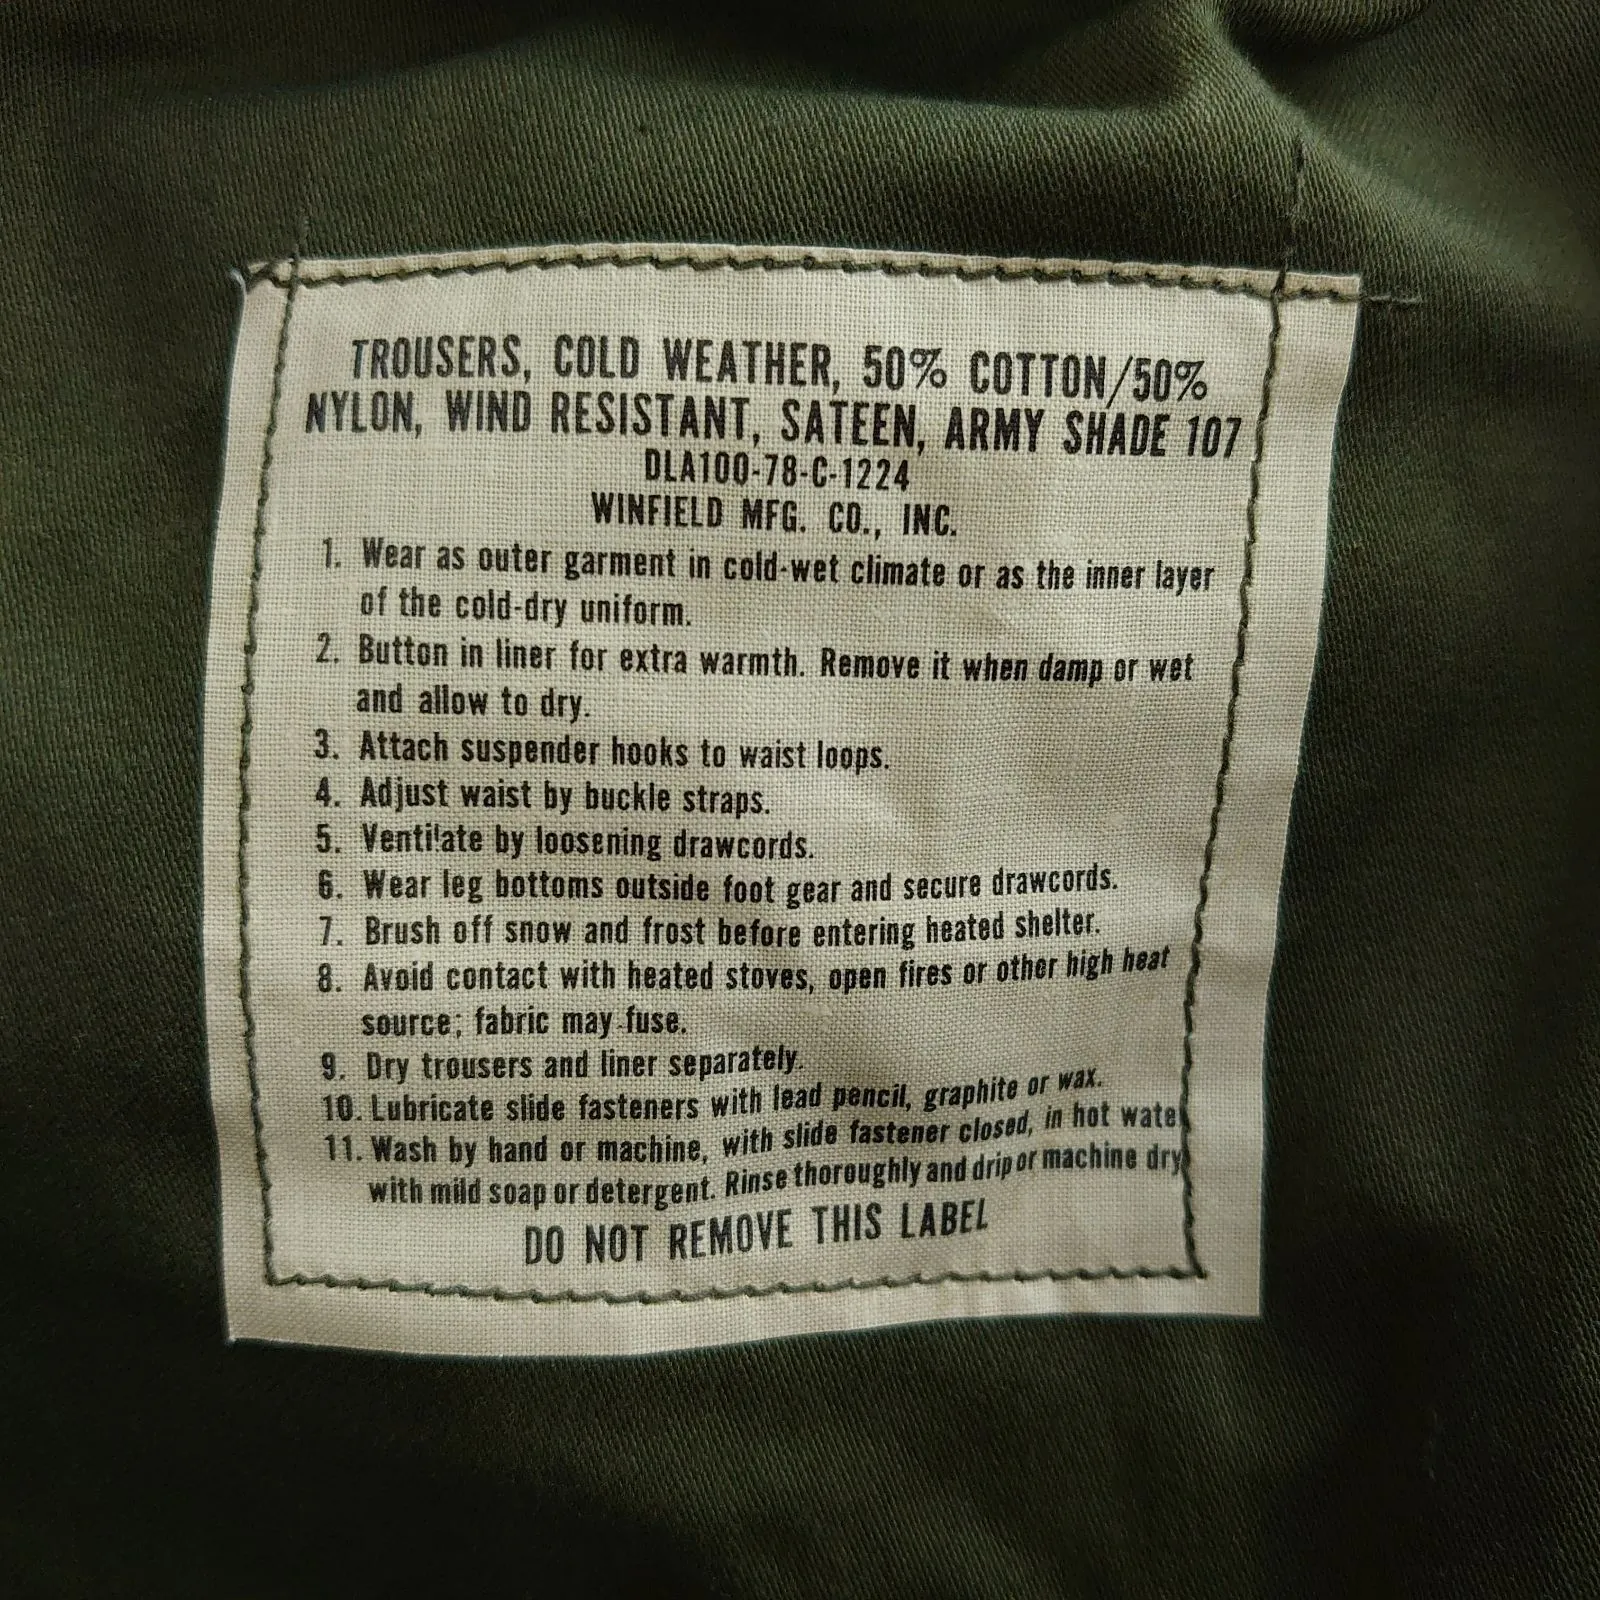 TROUSERS, COLD WEATHER, 50% COTTON/50%
NYLON, WIND RESISTANT, SATEEN, ARMY SHADE 107
DLA100-78-C-1224
WINFIELD MFG. CO., INC.
1. Wear as outer garment in cold-wet climate or as the inner layer
of the cold-dry uniform.
2. Button in liner for extra warmth. Remove it when damp or wet
and allow to dry.
3. Attach suspender hooks to waist loops.
4. Adjust waist by buckle straps.
5. Ventilate by loosening drawcords.
6. Wear leg bottoms outside foot gear and secure drawcords.
7. Brush off snow and frost before entering heated shelter.
8. Avoid contact with heated stoves, open fires or other high heat
source; fabric may fuse.
9. Dry trousers and liner separately.
10. Lubricate slide fasteners with lead pencil, graphite or wax.
11. Wash by hand or machine, with slide fastener closed, in hot water
with mild soap or detergent. Rinse thoroughly and drip or machine dry
DO NOT REMOVE THIS LABEL